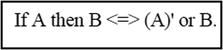 If A then B <=> (A)' or B.